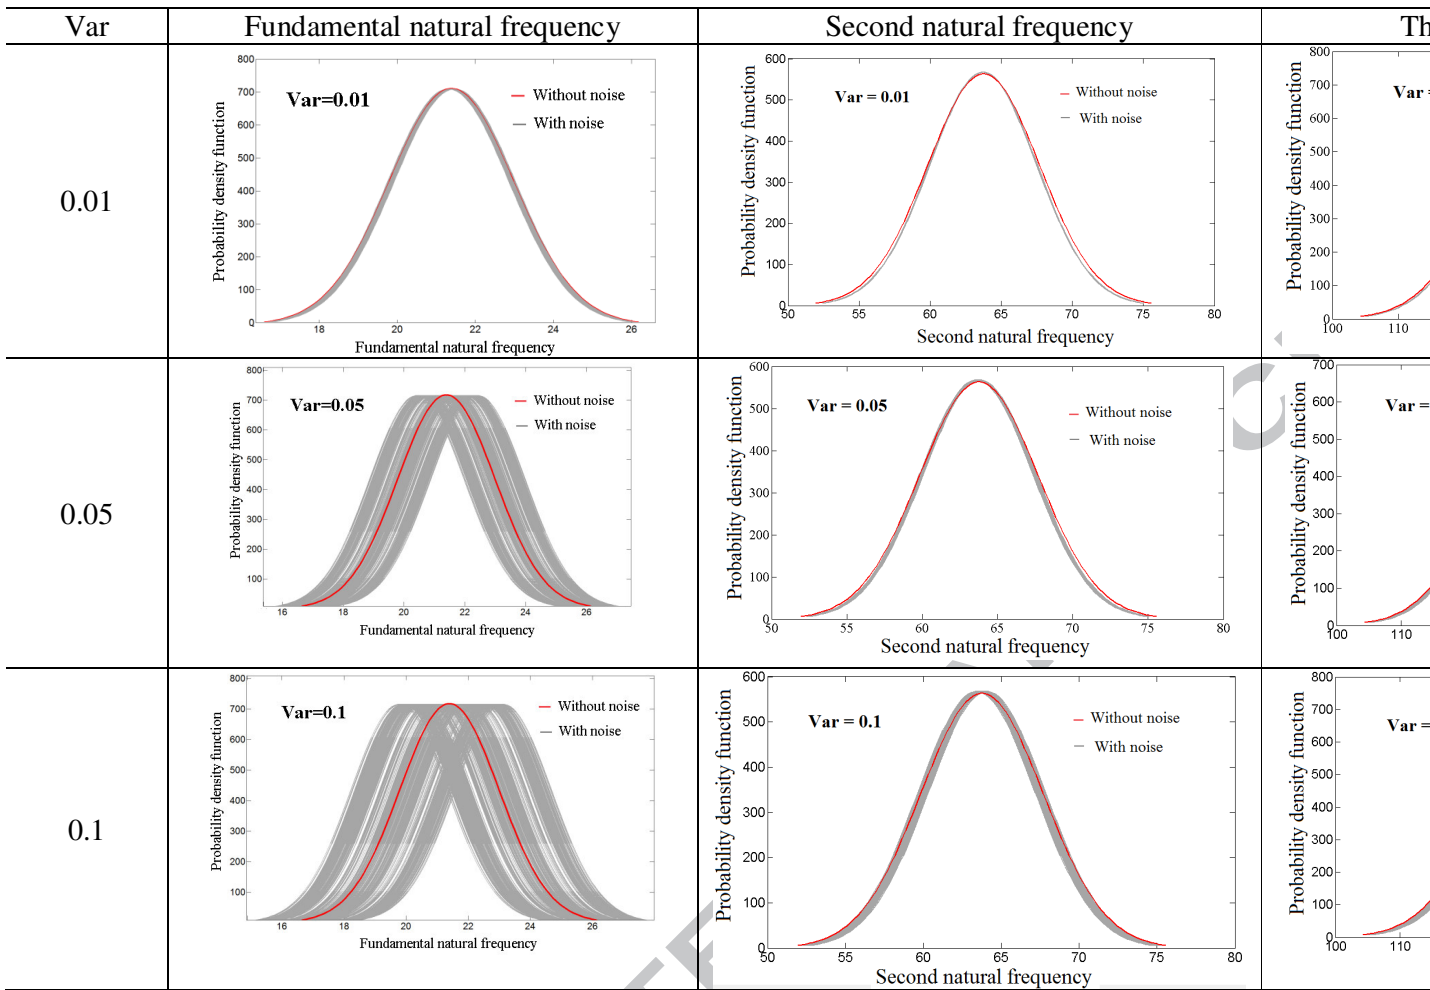 Var Fundamental natural frequency Second natural frequency Th
0.01
Probability density function
800
700
600
500
400
300
200
100
0
Var=0.01
Without noise
With noise
18 20 22 24 26
Fundamental natural frequency
Probability density function
600
500
400
300
200
100
0
Var = 0.01
Without noise
With noise
50 55 60 65 70 75 80
Second natural frequency
Probability density function
800
700
600
500
400
300
200
100
0
Var =
100 110
0.05
Probability density function
800
700
600
500
400
300
200
100
Var=0.05
Without noise
With noise
16 18 20 22 24 26
Fundamental natural frequency
Probability density function
600
500
400
300
200
100
0
Var = 0.05
Without noise
With noise
50 55 60 65 70 75 80
Second natural frequency
Probability density function
700
600
500
400
300
200
100
0
Var =
100 110
0.1
Probability density function
800
700
600
500
400
300
200
100
Var=0.1
Without noise
With noise
16 18 20 22 24 26
Fundamental natural frequency
Probability density function
600
500
400
300
200
100
0
Var = 0.1
Without noise
With noise
50 55 60 65 70 75 80
Second natural frequency
Probability density function
800
700
600
500
400
300
200
100
0
Var =
100 110